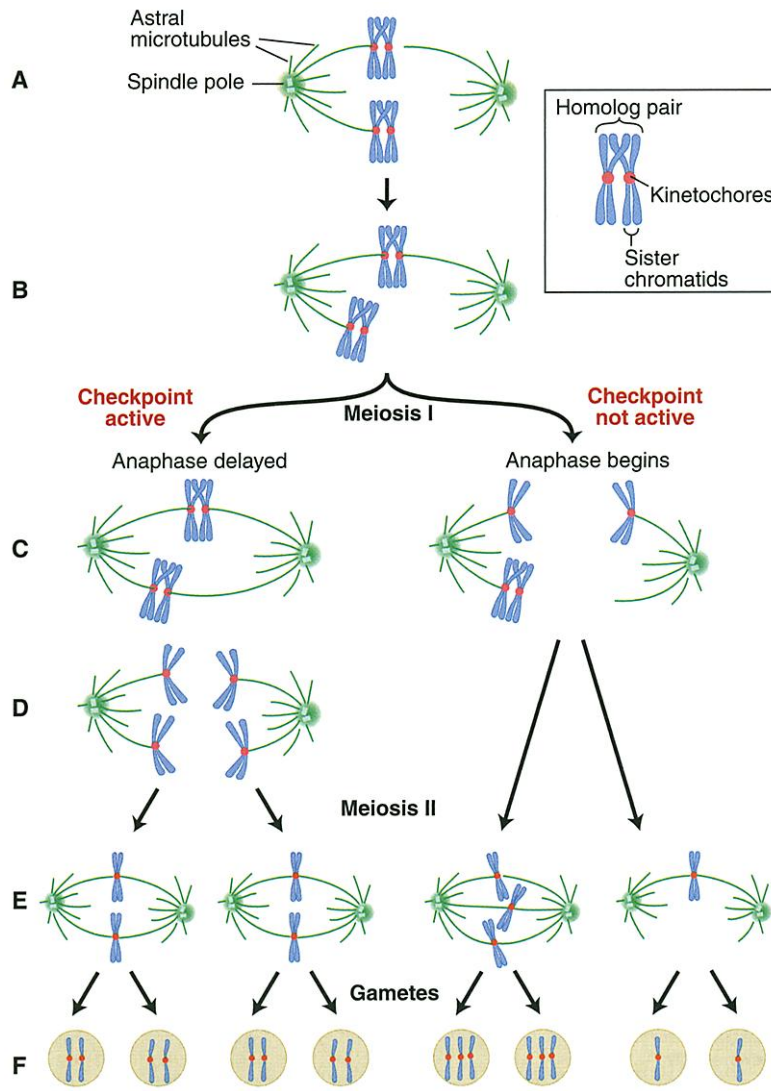 Astral
microtubules
A
Spindle pole
Homolog pair
Kinetochores
Sister
chromatids
B
Checkpoint
active
Meiosis I
Checkpoint
not active
Anaphase delayed
Anaphase begins
C
D
Meiosis II
E
Gametes
F